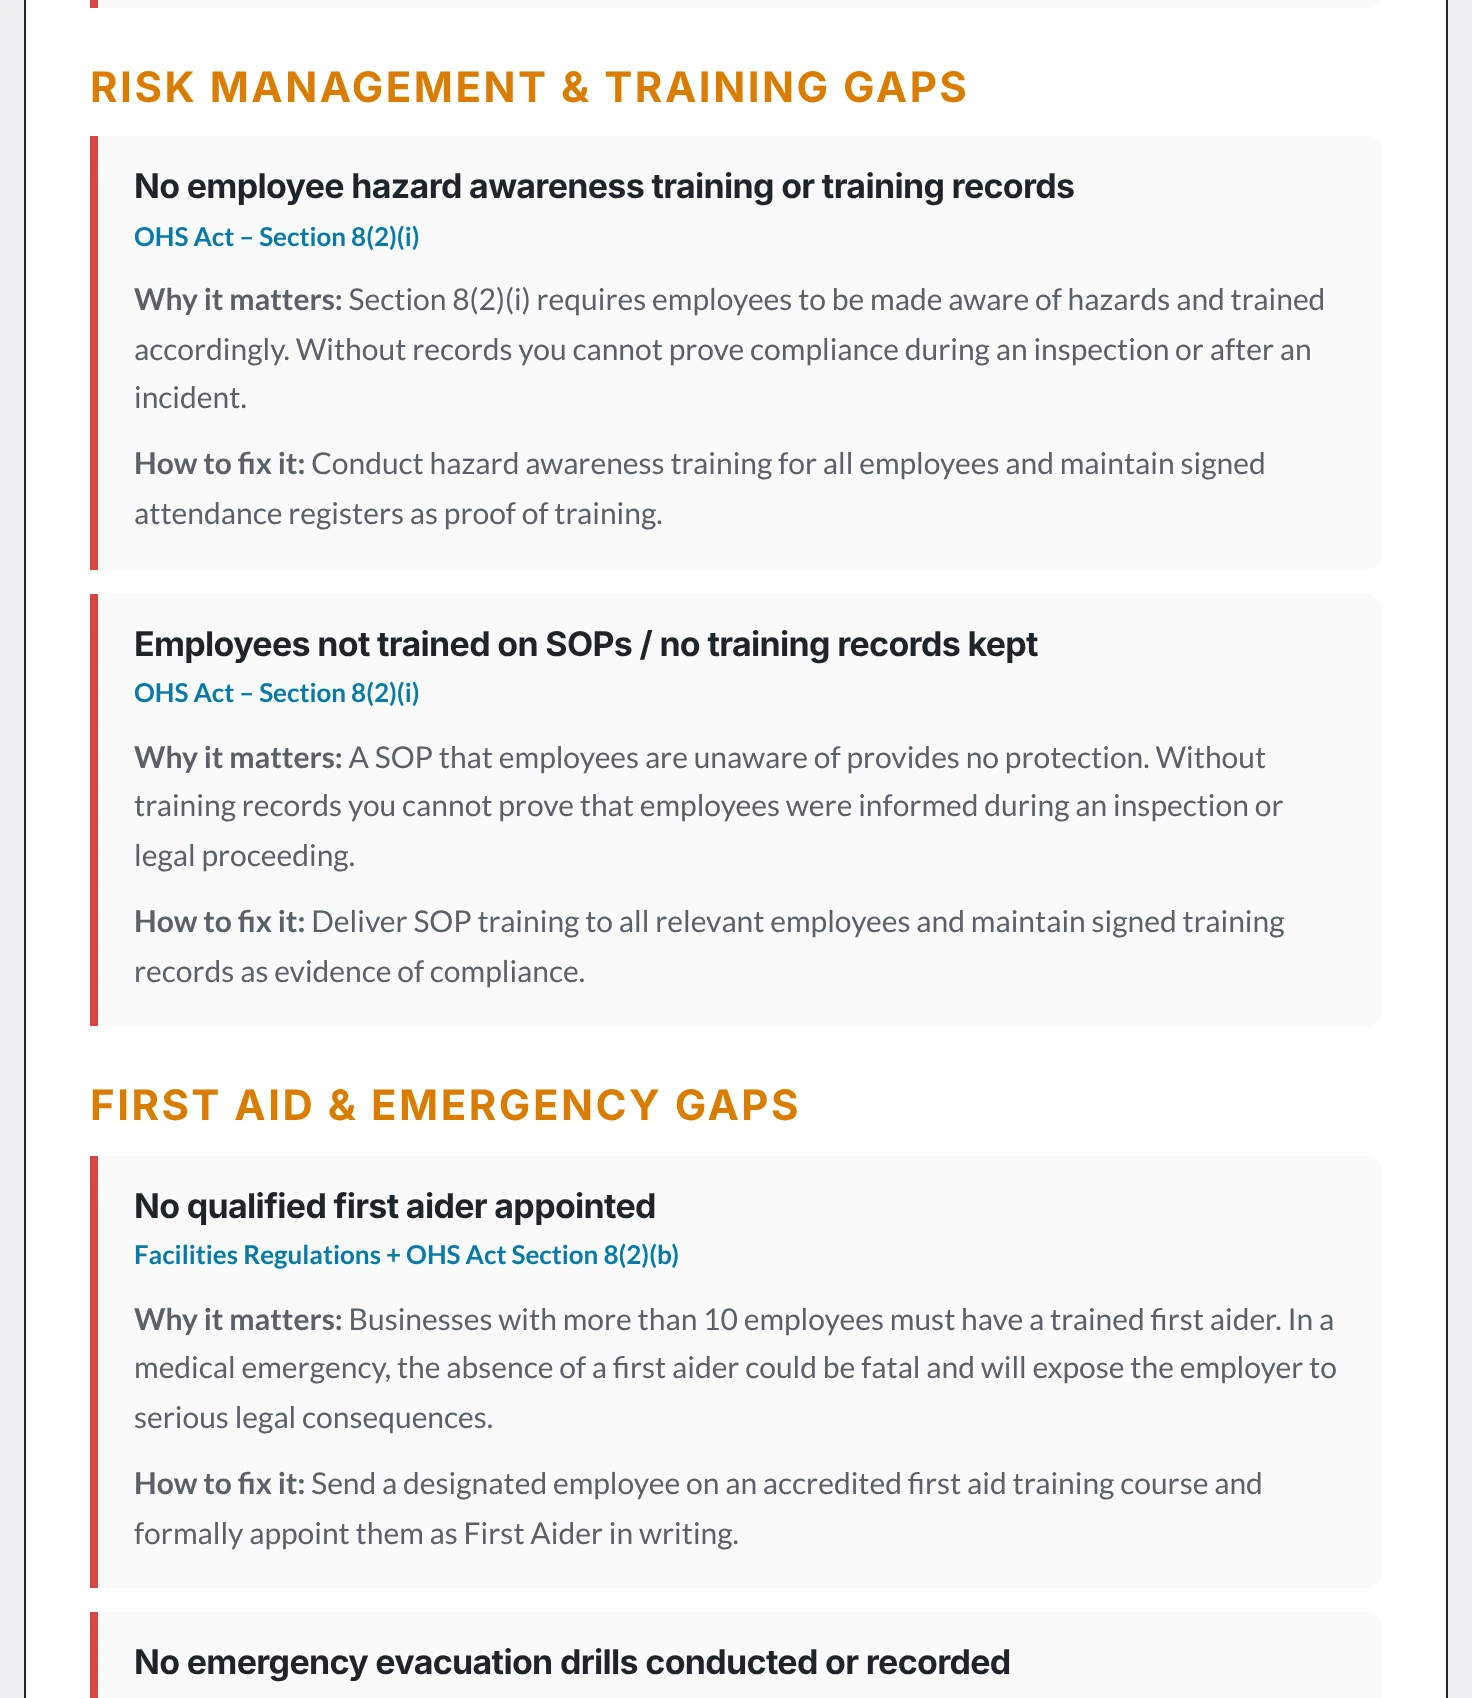 RISK MANAGEMENT & TRAINING GAPS
No employee hazard awareness training or training records
OHS Act – Section 8(2)(i)
Why it matters: Section 8(2)(i) requires employees to be made aware of hazards and trained
accordingly. Without records you cannot prove compliance during an inspection or after an
incident.
How to fix it: Conduct hazard awareness training for all employees and maintain signed
attendance registers as proof of training.
Employees not trained on SOPs / no training records kept
OHS Act – Section 8(2)(i)
Why it matters: A SOP that employees are unaware of provides no protection. Without
training records you cannot prove that employees were informed during an inspection or
legal proceeding.
How to fix it: Deliver SOP training to all relevant employees and maintain signed training
records as evidence of compliance.
FIRST AID & EMERGENCY GAPS
No qualified first aider appointed
Facilities Regulations + OHS Act Section 8(2)(b)
Why it matters: Businesses with more than 10 employees must have a trained first aider. In a
medical emergency, the absence of a first aider could be fatal and will expose the employer to
serious legal consequences.
How to fix it: Send a designated employee on an accredited first aid training course and
formally appoint them as First Aider in writing.
No emergency evacuation drills conducted or recorded